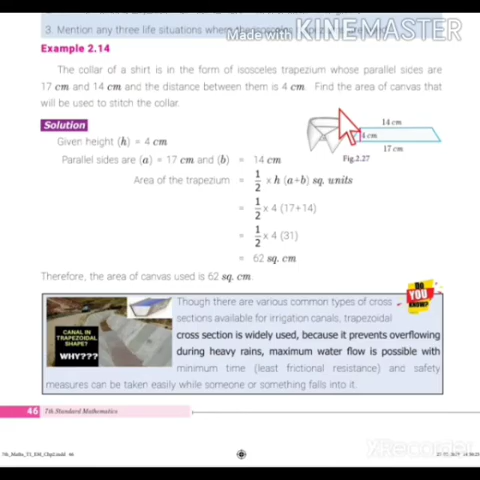 3. Mention any three life situations where
Made with KINEMASTER
Example 2.14
The collar of a shirt is in the form of isosceles trapezium whose parallel sides are
17 cm and 14 cm and the distance between them is 4 cm. Find the area of canvas that
will be used to stitch the collar.
Solution
Given height (h) = 4 cm
Parallel sides are (a) = 17 cm and (b) = 14 cm
Area of the trapezium = 1/2 × h (a+b) sq. units
= 1/2 × 4 (17+14)
= 1/2 × 4 (31)
= 62 sq. cm
14 cm
4 cm
17 cm
Fig.2.27
Therefore, the area of canvas used is 62 sq. cm
DO YOU KNOW?
CANAL IN
TRAPEZOIDAL
SHAPE?
WHY???
Though there are various common types of cross
sections available for irrigation canals, trapezoidal
cross section is widely used, because it prevents overflowing
during heavy rains, maximum water flow is possible with
minimum time (least frictional resistance) and safety
measures can be taken easily while someone or something falls into it.
46 7th Standard Mathematics
XRecorder